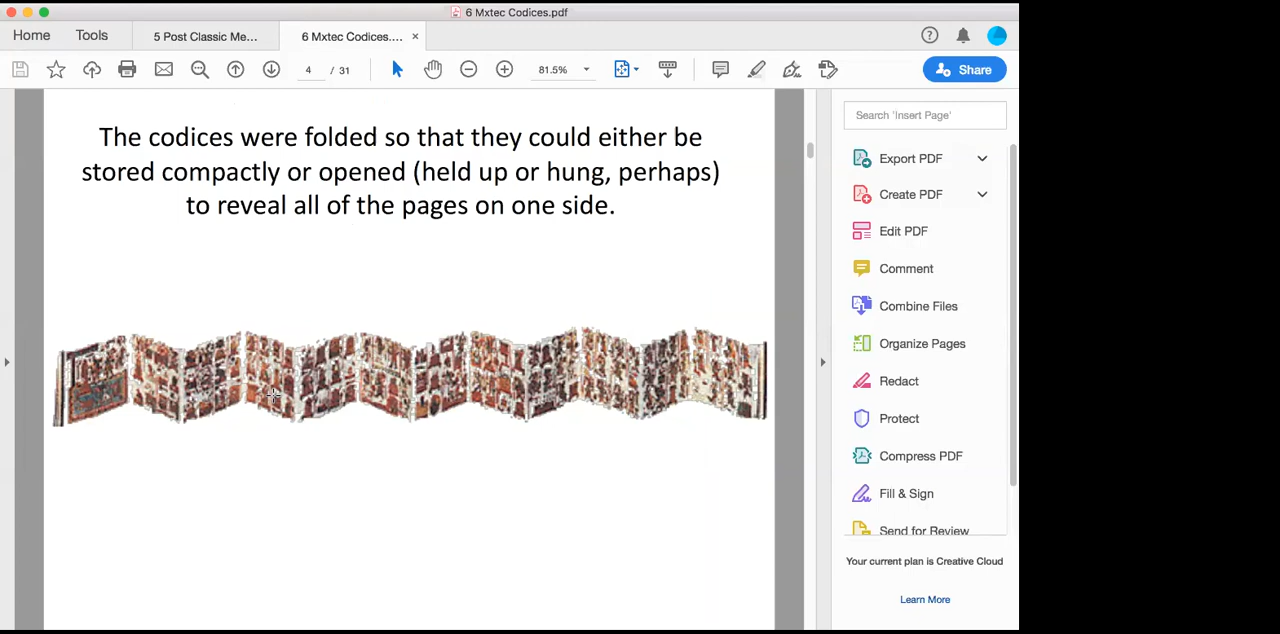 6 Mxtec Codices.pdf
Home Tools 5 Post Classic Me... 6 Mxtec Codices.... ×
4 / 31 81.5% Share
The codices were folded so that they could either be
stored compactly or opened (held up or hung, perhaps)
to reveal all of the pages on one side.
Search 'Insert Page'
Export PDF
Create PDF
Edit PDF
Comment
Combine Files
Organize Pages
Redact
Protect
Compress PDF
Fill & Sign
Send for Review
Your current plan is Creative Cloud
Learn More